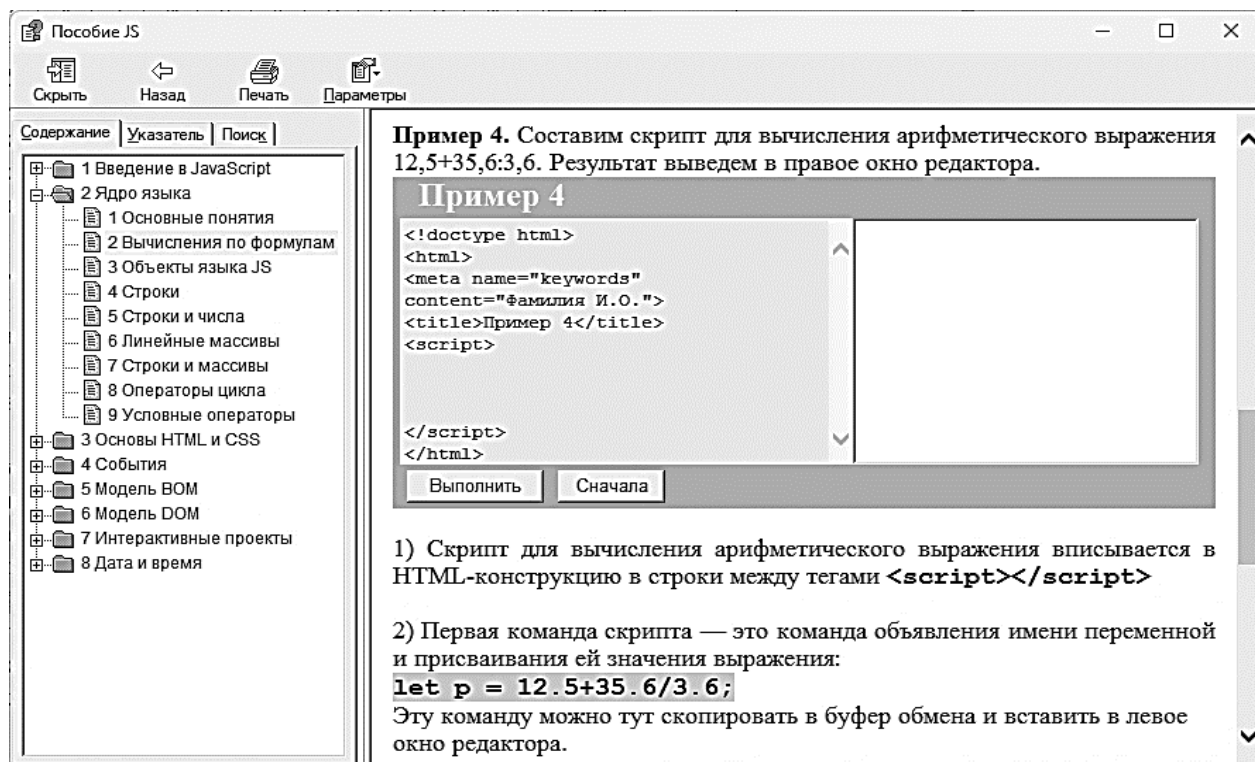 Пособие JS
Скрыть Назад Печать Параметры
Содержание Указатель Поиск
1 Введение в JavaScript
2 Ядро языка
1 Основные понятия
2 Вычисления по формулам
3 Объекты языка JS
4 Строки
5 Строки и числа
6 Линейные массивы
7 Строки и массивы
8 Операторы цикла
9 Условные операторы
3 Основы HTML и CSS
4 События
5 Модель BOM
6 Модель DOM
7 Интерактивные проекты
8 Дата и время
Пример 4. Составим скрипт для вычисления арифметического выражения
12,5+35,6:3,6. Результат выведем в правое окно редактора.
Пример 4
<!doctype html>
<html>
<meta name="keywords"
content="Фамилия И.О.">
<title>Пример 4</title>
<script>
</script>
</html>
Выполнить Сначала
1) Скрипт для вычисления арифметического выражения вписывается в
HTML-конструкцию в строки между тегами <script></script>
2) Первая команда скрипта — это команда объявления имени переменной
и присваивания ей значения выражения:
let p = 12.5+35.6/3.6;
Эту команду можно тут скопировать в буфер обмена и вставить в левое
окно редактора.